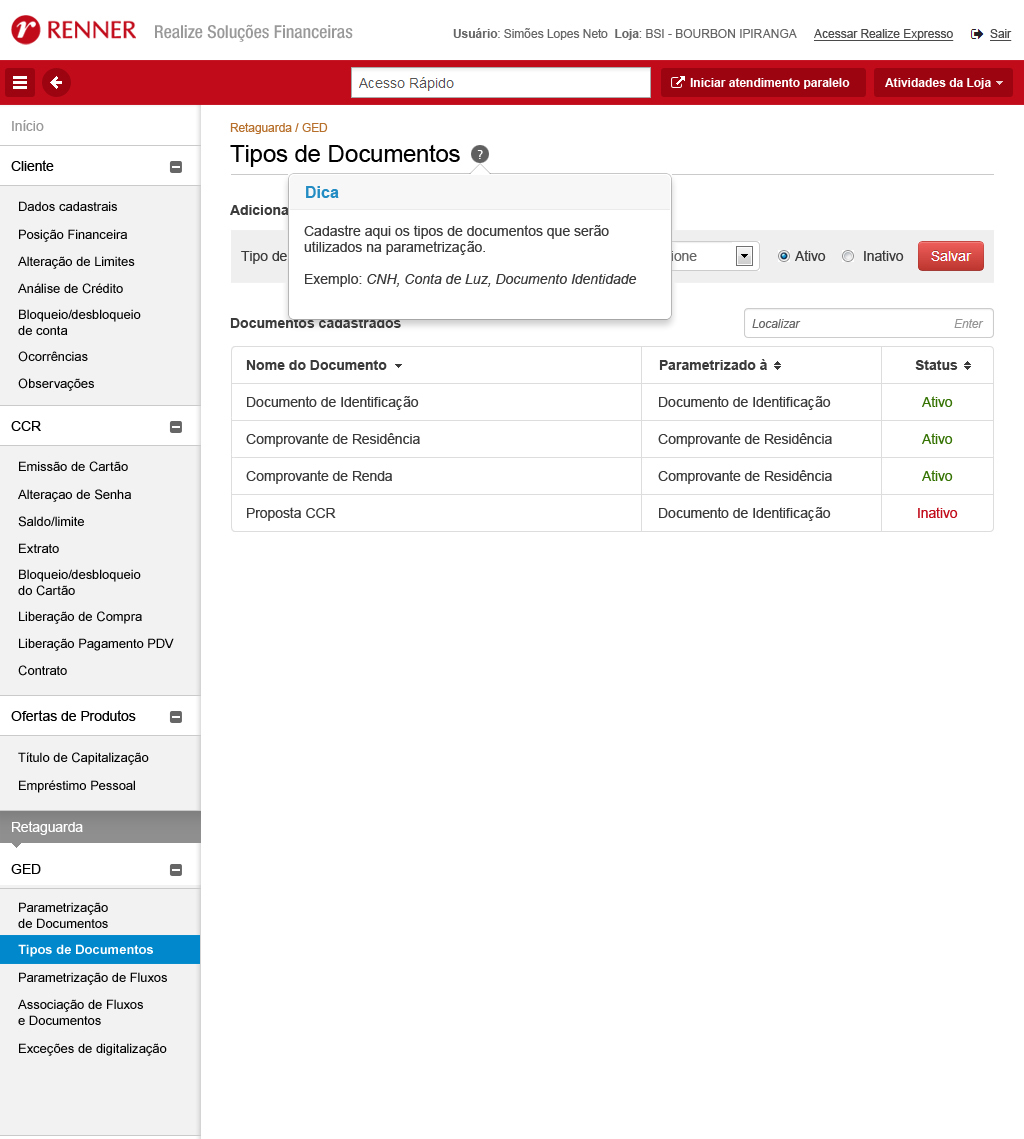 RENNER Realize Soluções Financeiras
Usuário: Simões Lopes Neto Loja: BSI - BOURBON IPIRANGA Acessar Realize Expresso Sair
Acesso Rápido Iniciar atendimento paralelo Atividades da Loja
Início
Cliente
Dados cadastrais
Posição Financeira
Alteração de Limites
Análise de Crédito
Bloqueio/desbloqueio
de conta
Ocorrências
Observações
CCR
Emissão de Cartão
Alteraçao de Senha
Saldo/limite
Extrato
Bloqueio/desbloqueio
do Cartão
Liberação de Compra
Liberação Pagamento PDV
Contrato
Ofertas de Produtos
Título de Capitalização
Empréstimo Pessoal
Retaguarda
GED
Parametrização
de Documentos
Tipos de Documentos
Parametrização de Fluxos
Associação de Fluxos
e Documentos
Exceções de digitalização
Retaguarda / GED
Tipos de Documentos ?
Dica
Cadastre aqui os tipos de documentos que serão
utilizados na parametrização.
Exemplo: CNH, Conta de Luz, Documento Identidade
Adiciona
Tipo de ione Ativo Inativo Salvar
Documentos cadastrados Localizar Enter
Nome do Documento Parametrizado à Status
Documento de Identificação Documento de Identificação Ativo
Comprovante de Residência Comprovante de Residência Ativo
Comprovante de Renda Comprovante de Residência Ativo
Proposta CCR Documento de Identificação Inativo